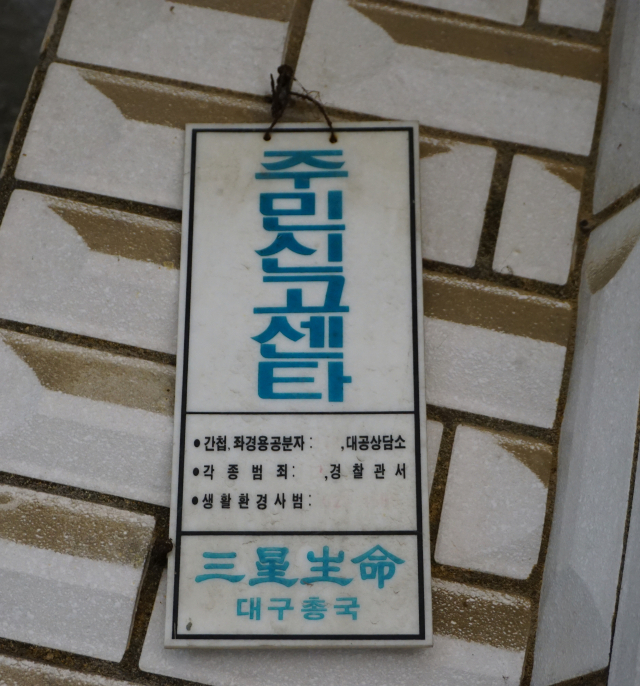 주민신고센타
• 간첩, 좌경용공분자 : , 대공상담소
• 각종범죄: , 경찰관서
• 생활환경사범:
三星生命
대구총국